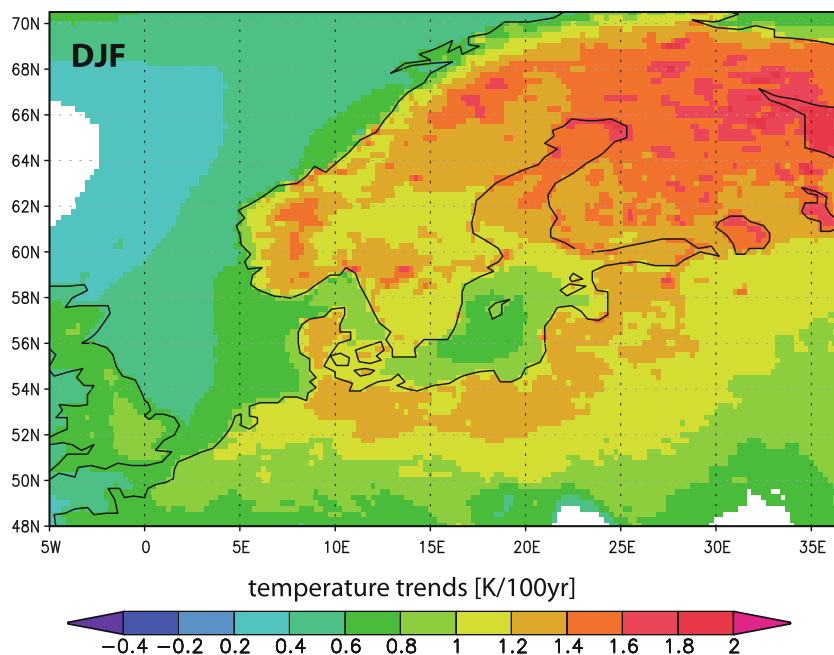 70N
DJF
68N
66N
64N
62N
60N
58N
56N
54N
52N
50N
48N
5W 0 5E 10E 15E 20E 25E 30E 35E
temperature trends [K/100yr]
−0.4 −0.2 0.2 0.4 0.6 0.8 1 1.2 1.4 1.6 1.8 2